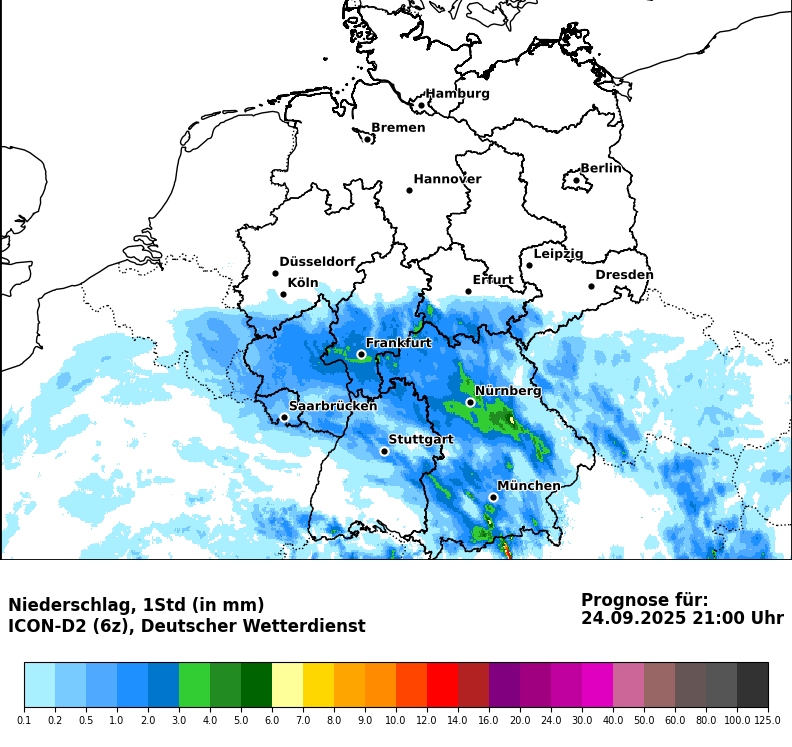 Hamburg
Bremen
Berlin
Hannover
Leipzig
Düsseldorf
Dresden
Köln
Erfurt
Frankfurt
Nürnberg
Saarbrücken
Stuttgart
München
Niederschlag, 1Std (in mm)
ICON-D2 (6z), Deutscher Wetterdienst
Prognose für:
24.09.2025 21:00 Uhr
0.1 0.2 0.5 1.0 2.0 3.0 4.0 5.0 6.0 7.0 8.0 9.0 10.0 12.0 14.0 16.0 20.0 24.0 30.0 40.0 50.0 60.0 80.0 100.0 125.0